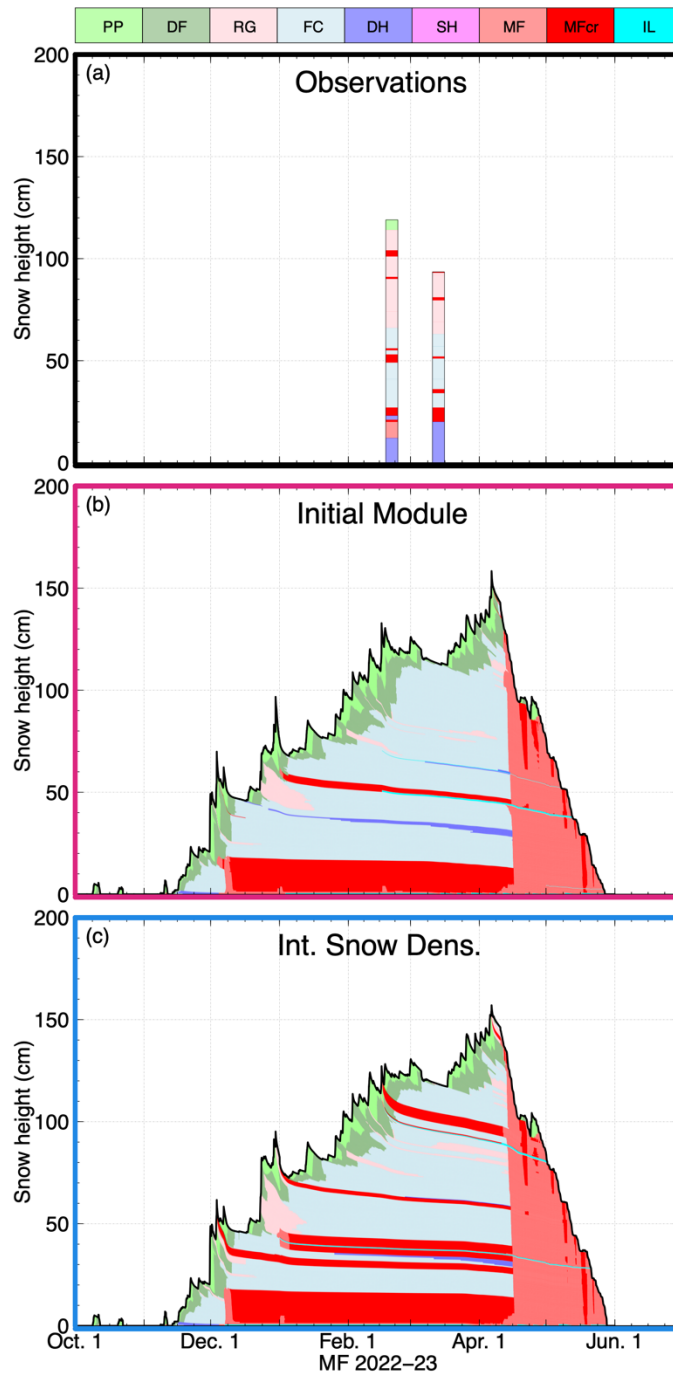 PP DF RG FC DH SH MF MFcr IL
(a) Observations
200
150
100
50
0
Snow height (cm)
(b) Initial Module
200
150
100
50
0
Snow height (cm)
(c) Int. Snow Dens.
200
150
100
50
0
Snow height (cm)
Oct. 1 Dec. 1 Feb. 1 Apr. 1 Jun. 1
MF 2022−23